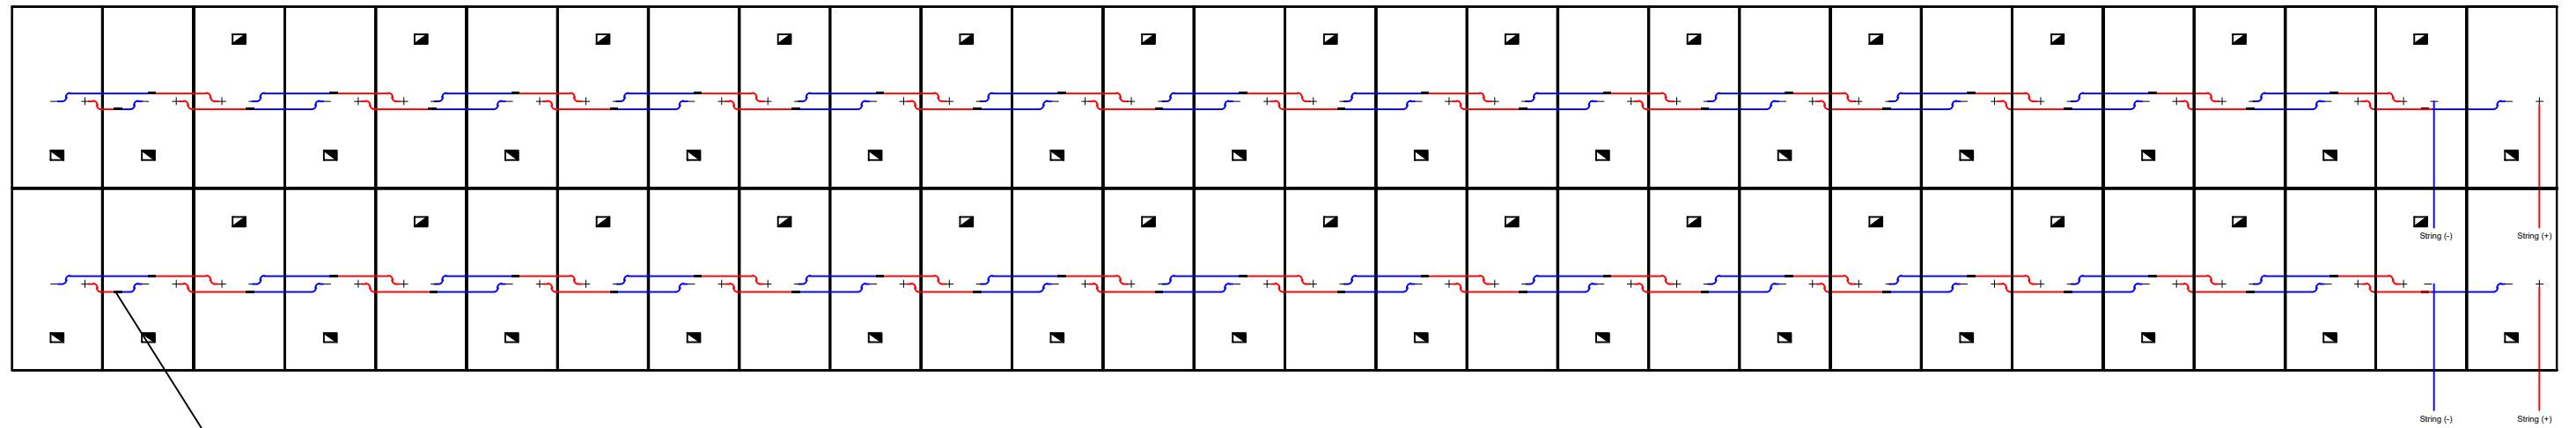 String (-) String (+)
String (-) String (+)